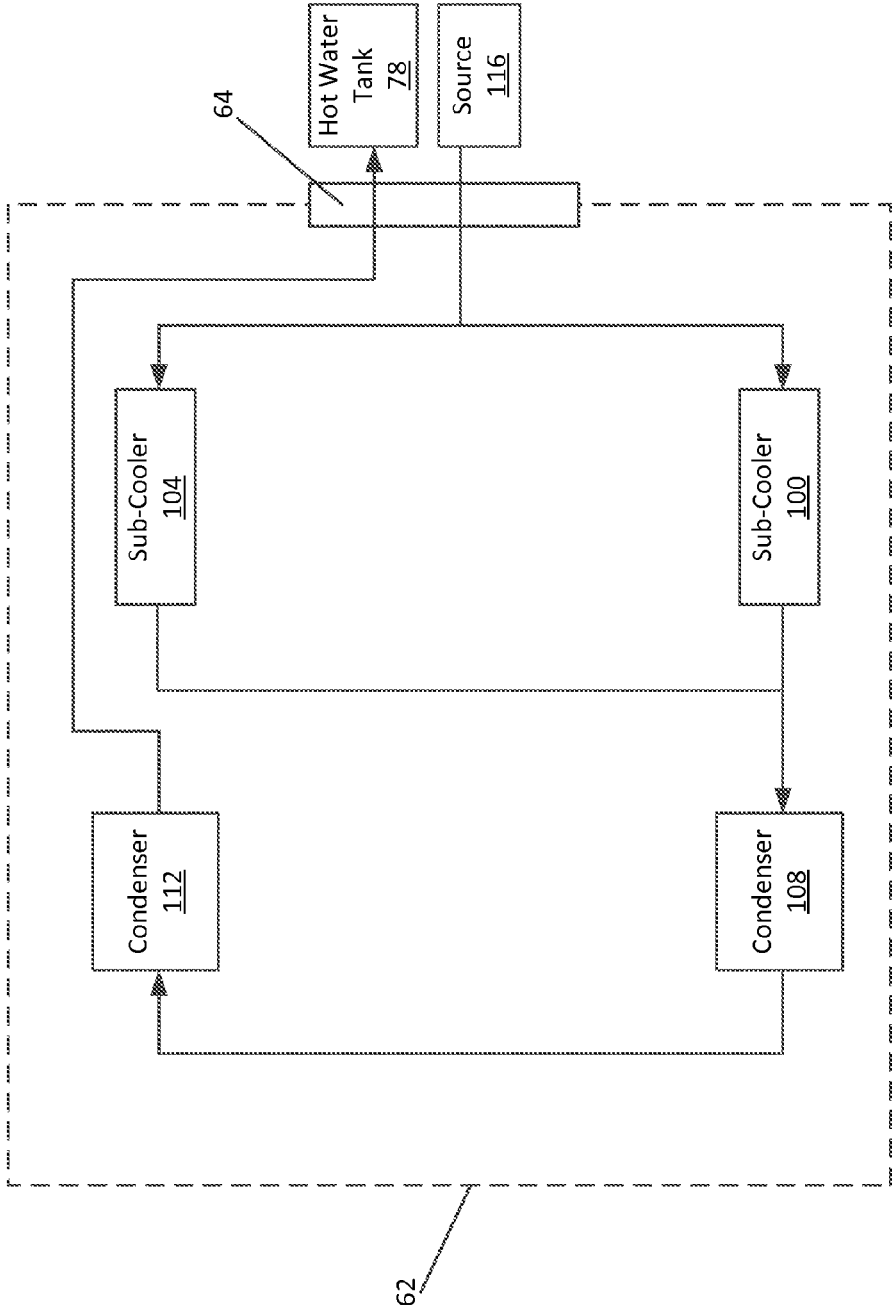 62
Condenser
108
Condenser
112
Sub-Cooler
100
Sub-Cooler
104
64
Source
116
Hot Water
Tank
78